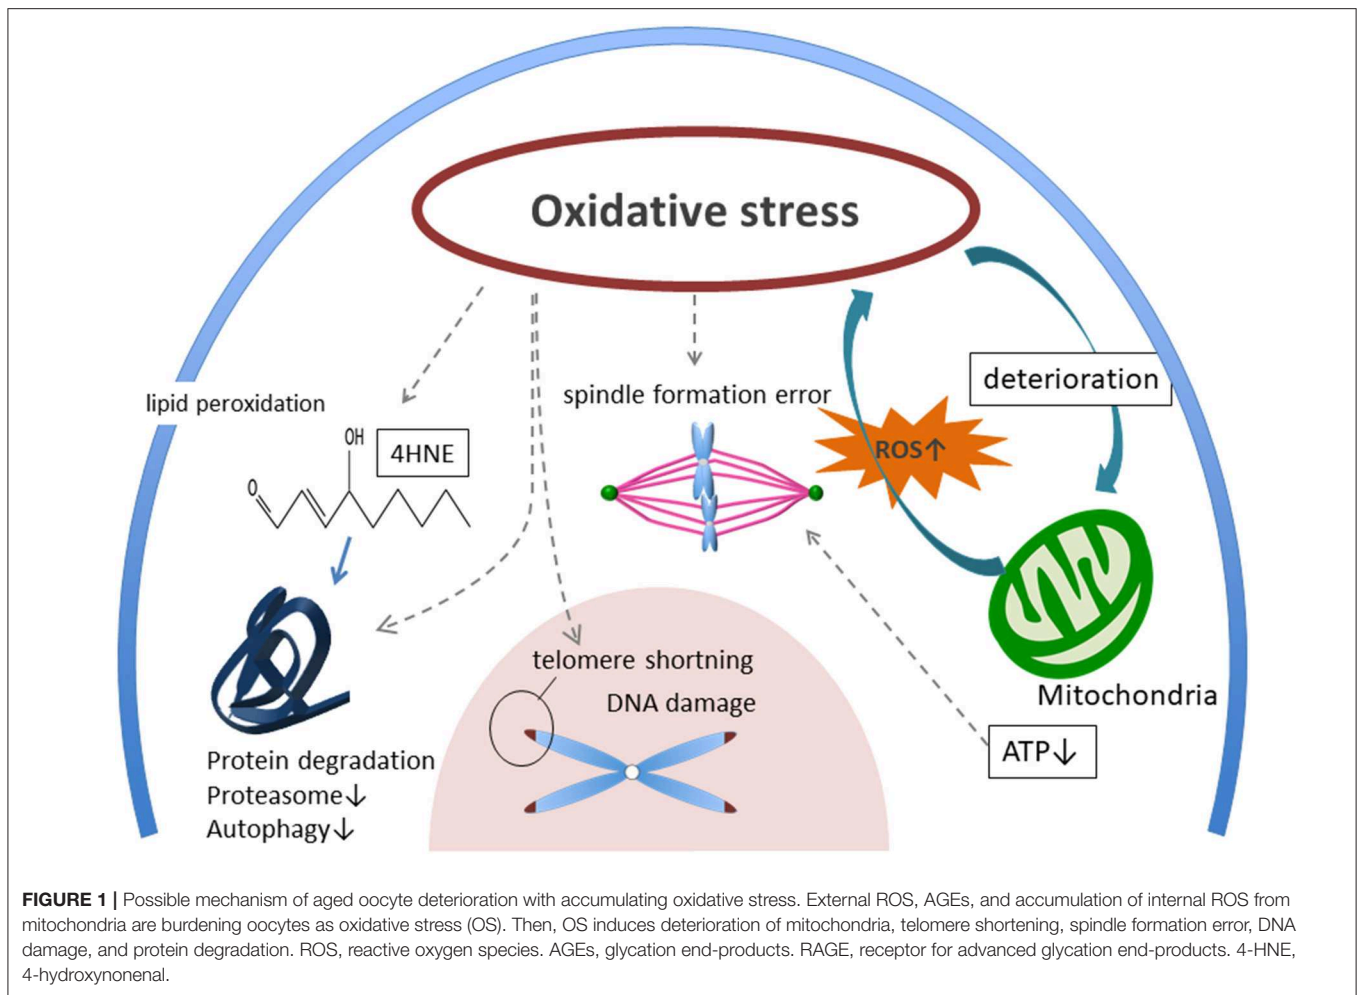 Oxidative stress
deterioration
lipid peroxidation
spindle formation error
OH
4HNE
O
ROS↑
telomere shortning
DNA damage
Mitochondria
ATP↓
Protein degradation
Proteasome↓
Autophagy↓
FIGURE 1 | Possible mechanism of aged oocyte deterioration with accumulating oxidative stress. External ROS, AGEs, and accumulation of internal ROS from
mitochondria are burdening oocytes as oxidative stress (OS). Then, OS induces deterioration of mitochondria, telomere shortening, spindle formation error, DNA
damage, and protein degradation. ROS, reactive oxygen species. AGEs, glycation end-products. RAGE, receptor for advanced glycation end-products. 4-HNE,
4-hydroxynonenal.